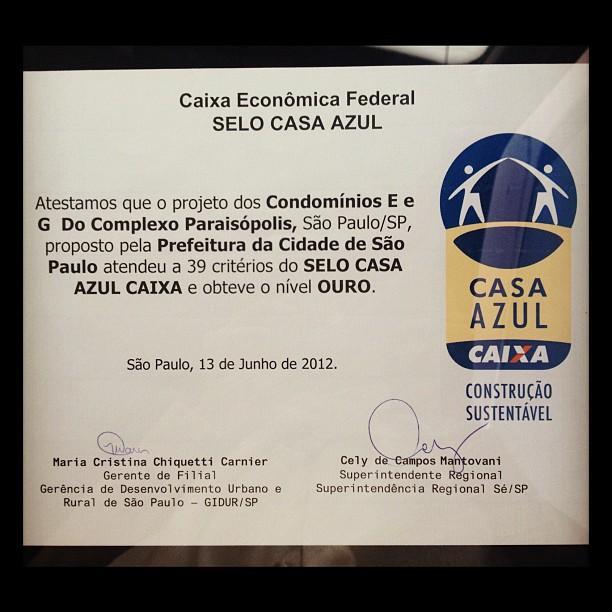 Caixa Econômica Federal
SELO CASA AZUL
Atestamos que o projeto dos Condomínios E e
G Do Complexo Paraisópolis, São Paulo/SP,
proposto pela Prefeitura da Cidade de São
Paulo atendeu a 39 critérios do SELO CASA
AZUL CAIXA e obteve o nível OURO.
São Paulo, 13 de Junho de 2012.
CASA
AZUL
CAIXA
CONSTRUÇÃO
SUSTENTÁVEL
Maria Cristina Chiquetti Carnier
Gerente de Filial
Gerência de Desenvolvimento Urbano e
Rural de São Paulo – GIDUR/SP
Cely de Campos Mantovani
Superintendente Regional
Superintendência Regional Sé/SP